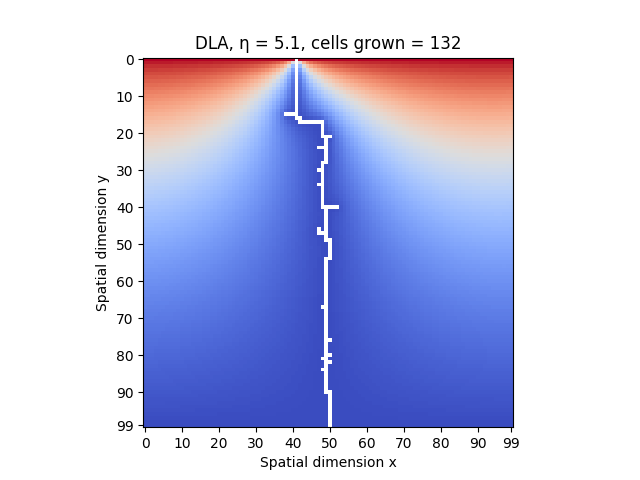 DLA, η = 5.1, cells grown = 132
0
10
20
30
40
50
60
70
80
90
99
Spatial dimension y
0 10 20 30 40 50 60 70 80 90 99
Spatial dimension x